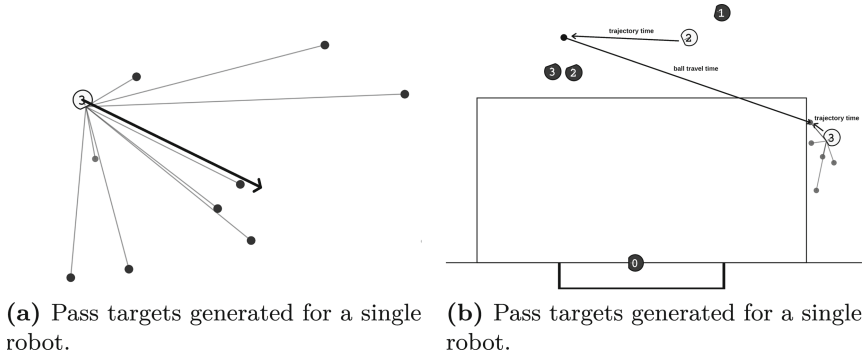 3
(a) Pass targets generated for a single
robot.
1
trajectory time
2
3 2
ball travel time
trajectory time
3
0
(b) Pass targets generated for a single
robot.